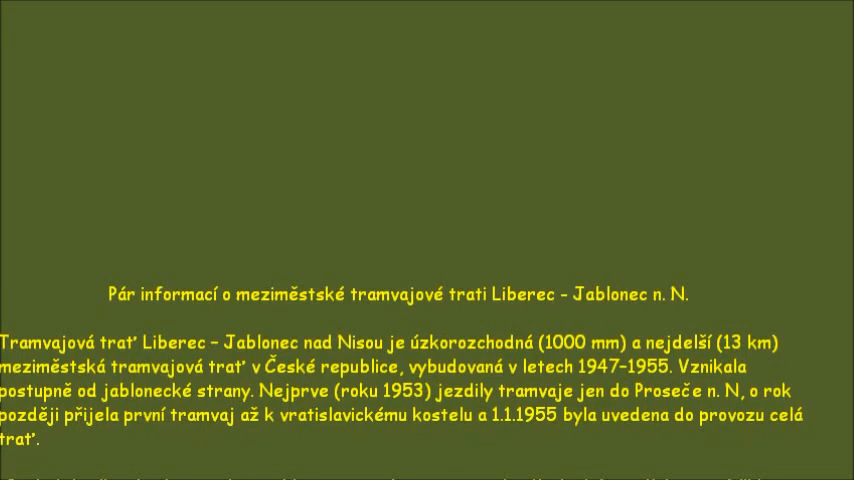 Pár informací o meziměstské tramvajové trati Liberec - Jablonec n. N.
Tramvajová trať Liberec – Jablonec nad Nisou je úzkorozchodná (1000 mm) a nejdelší (13 km)
meziměstská tramvajová trať v České republice, vybudovaná v letech 1947–1955. Vznikala
postupně od jablonecké strany. Nejprve (roku 1953) jezdily tramvaje jen do Proseče n. N, o rok
později přijela první tramvaj až k vratislavickému kostelu a 1.1.1955 byla uvedena do provozu celá
trať.